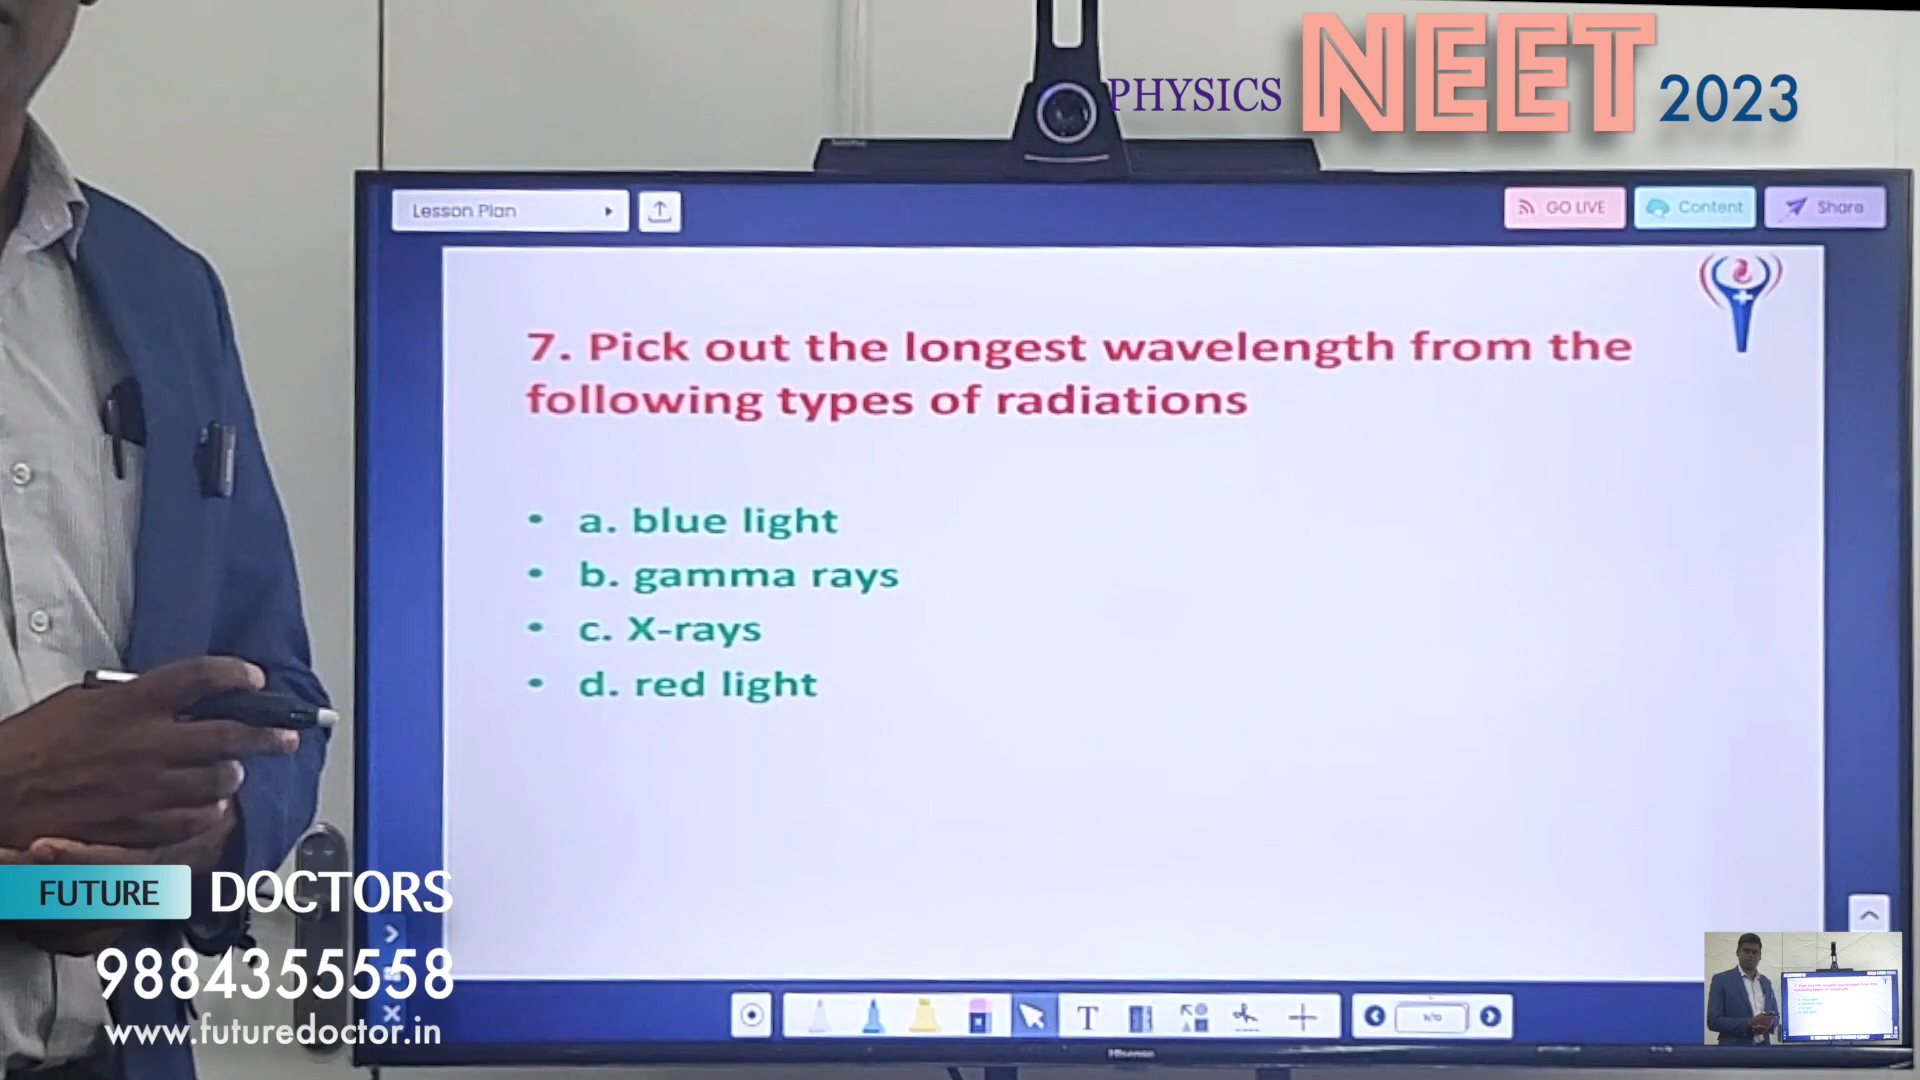 PHYSICS NEET 2023
Lesson Plan
GO LIVE
Content
Share
7. Pick out the longest wavelength from the
following types of radiations
• a. blue light
• b. gamma rays
• c. X-rays
• d. red light
FUTURE DOCTORS
9884355558
www.futuredoctor.in
T
Hisense